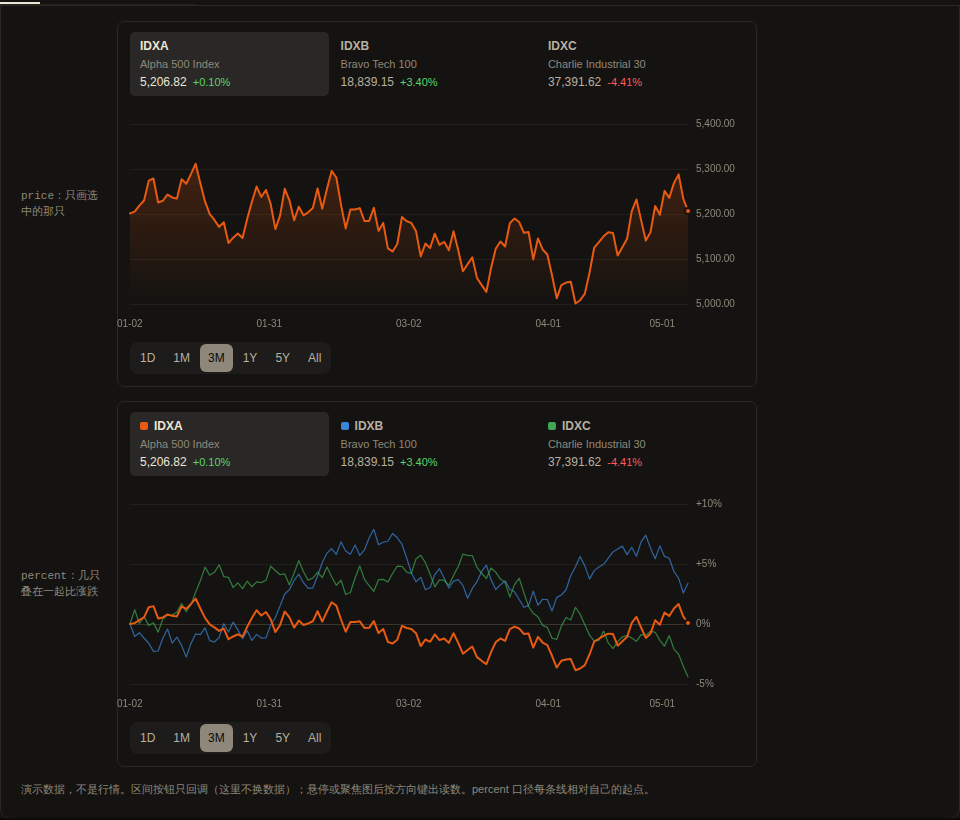 IDXA
Alpha 500 Index
5,206.82 +0.10%
IDXB
Bravo Tech 100
18,839.15 +3.40%
IDXC
Charlie Industrial 30
37,391.62 -4.41%
price：只画选
中的那只
5,400.00
5,300.00
5,200.00
5,100.00
5,000.00
01-02 01-31 03-02 04-01 05-01
1D 1M 3M 1Y 5Y All
IDXA
Alpha 500 Index
5,206.82 +0.10%
IDXB
Bravo Tech 100
18,839.15 +3.40%
IDXC
Charlie Industrial 30
37,391.62 -4.41%
percent：几只
叠在一起比涨跌
+10%
+5%
0%
-5%
01-02 01-31 03-02 04-01 05-01
1D 1M 3M 1Y 5Y All
演示数据，不是行情。区间按钮只回调（这里不换数据）；悬停或聚焦图后按方向键出读数。percent 口径每条线相对自己的起点。